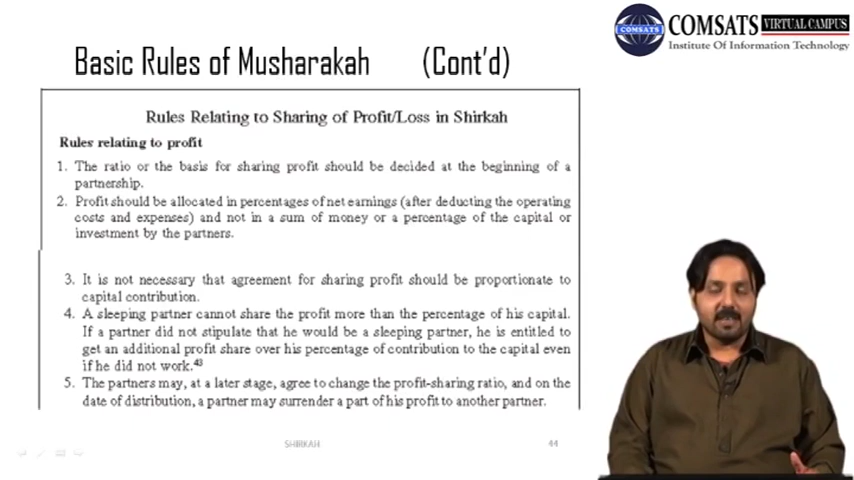 COMSATS VIRTUAL CAMPUS
COMSATS
Institute Of Information Technology
Basic Rules of Musharakah (Cont'd)
Rules Relating to Sharing of Profit/Loss in Shirkah
Rules relating to profit
1. The ratio or the basis for sharing profit should be decided at the beginning of a
partnership.
2. Profit should be allocated in percentages of net earnings (after deducting the operating
costs and expenses) and not in a sum of money or a percentage of the capital or
investment by the partners.
3. It is not necessary that agreement for sharing profit should be proportionate to
capital contribution.
4. A sleeping partner cannot share the profit more than the percentage of his capital.
If a partner did not stipulate that he would be a sleeping partner, he is entitled to
get an additional profit share over his percentage of contribution to the capital even
if he did not work.43
5. The partners may, at a later stage, agree to change the profit-sharing ratio, and on the
date of distribution, a partner may surrender a part of his profit to another partner.
SHIRKAH
44